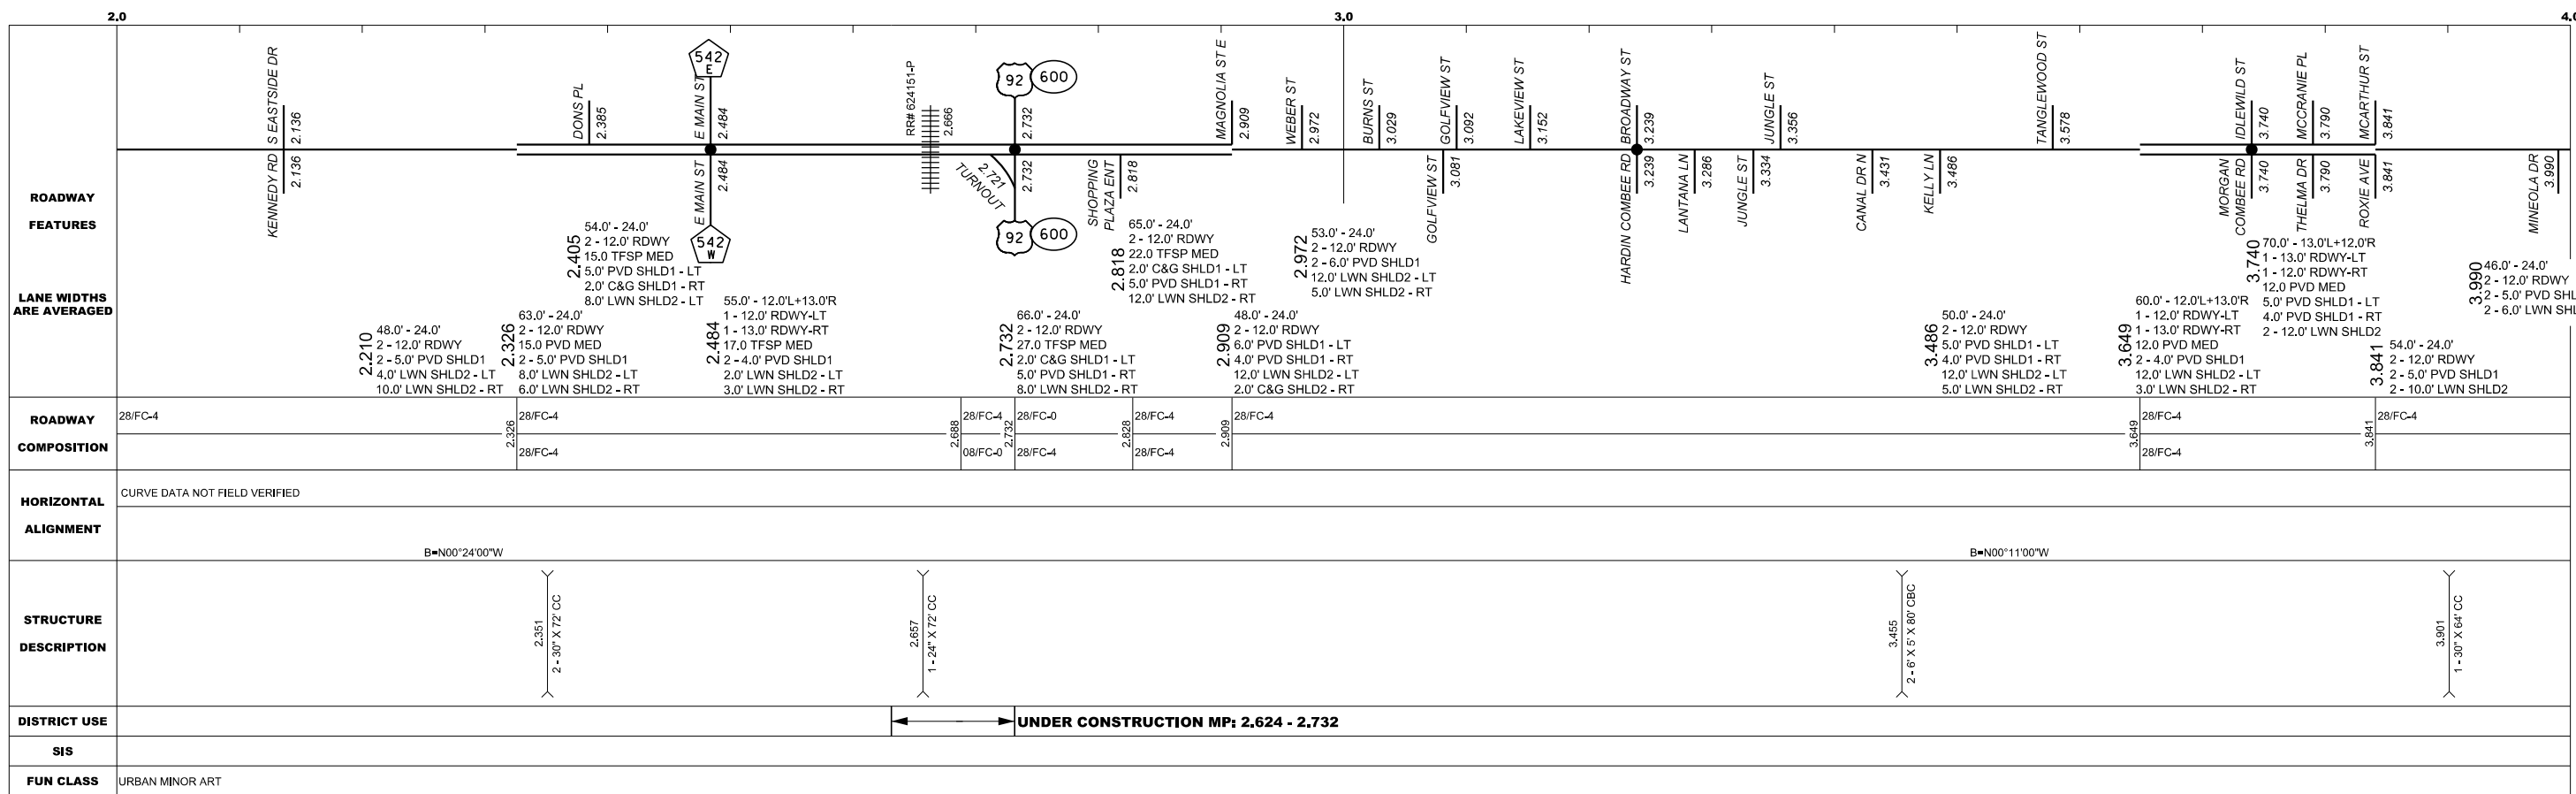 2.0
3.0
4.0
ROADWAY
FEATURES
KENNEDY RD
2.136
S EASTSIDE DR
2.136
DONS PL
2.385
542
E
E MAIN ST
2.484
E MAIN ST
2.484
542
W
RR# 624151-P
2.666
2.721
TURNOUT
92
600
2.732
2.732
92
600
SHOPPING
PLAZA ENT
2.818
MAGNOLIA ST E
2.909
WEBER ST
2.972
BURNS ST
3.029
GOLFVIEW ST
3.081
GOLFVIEW ST
3.092
LAKEVIEW ST
3.152
BROADWAY ST
3.239
HARDIN COMBEE RD
3.239
LANTANA LN
3.286
JUNGLE ST
3.334
JUNGLE ST
3.356
CANAL DR N
3.431
KELLY LN
3.486
TANGLEWOOD ST
3.578
IDLEWILD ST
3.740
MORGAN
COMBEE RD
3.740
MCCRANIE PL
3.790
THELMA DR
3.790
MCARTHUR ST
3.841
ROXIE AVE
3.841
MINEOLA DR
3.990
LANE WIDTHS
ARE AVERAGED
2.210
48.0' - 24.0'
2 - 12.0' RDWY
2 - 5.0' PVD SHLD1
4.0' LWN SHLD2 - LT
10.0' LWN SHLD2 - RT
2.326
63.0' - 24.0'
2 - 12.0' RDWY
15.0 PVD MED
2 - 5.0' PVD SHLD1
8.0' LWN SHLD2 - LT
6.0' LWN SHLD2 - RT
2.405
54.0' - 24.0'
2 - 12.0' RDWY
15.0 TFSP MED
5.0' PVD SHLD1 - LT
2.0' C&G SHLD1 - RT
8.0' LWN SHLD2 - LT
2.484
55.0' - 12.0'L+13.0'R
1 - 12.0' RDWY-LT
1 - 13.0' RDWY-RT
17.0 TFSP MED
2 - 4.0' PVD SHLD1
2.0' LWN SHLD2 - LT
3.0' LWN SHLD2 - RT
2.732
66.0' - 24.0'
2 - 12.0' RDWY
27.0 TFSP MED
2.0' C&G SHLD1 - LT
5.0' PVD SHLD1 - RT
8.0' LWN SHLD2 - RT
2.818
65.0' - 24.0'
2 - 12.0' RDWY
22.0 TFSP MED
2.0' C&G SHLD1 - LT
5.0' PVD SHLD1 - RT
12.0' LWN SHLD2 - RT
2.909
48.0' - 24.0'
2 - 12.0' RDWY
6.0' PVD SHLD1 - LT
4.0' PVD SHLD1 - RT
12.0' LWN SHLD2 - LT
2.0' C&G SHLD2 - RT
2.972
53.0' - 24.0'
2 - 12.0' RDWY
2 - 6.0' PVD SHLD1
12.0' LWN SHLD2 - LT
5.0' LWN SHLD2 - RT
3.486
50.0' - 24.0'
2 - 12.0' RDWY
5.0' PVD SHLD1 - LT
4.0' PVD SHLD1 - RT
12.0' LWN SHLD2 - LT
5.0' LWN SHLD2 - RT
3.649
60.0' - 12.0'L+13.0'R
1 - 12.0' RDWY-LT
1 - 13.0' RDWY-RT
12.0 PVD MED
2 - 4.0' PVD SHLD1
12.0' LWN SHLD2 - LT
3.0' LWN SHLD2 - RT
3.740
70.0' - 13.0'L+12.0'R
1 - 13.0' RDWY-LT
1 - 12.0' RDWY-RT
12.0 PVD MED
5.0' PVD SHLD1 - LT
4.0' PVD SHLD1 - RT
2 - 12.0' LWN SHLD2
3.841
54.0' - 24.0'
2 - 12.0' RDWY
2 - 5.0' PVD SHLD1
2 - 10.0' LWN SHLD2
3.990
46.0' - 24.0'
2 - 12.0' RDWY
2 - 5.0' PVD SHL
2 - 6.0' LWN SHL
ROADWAY
COMPOSITION
28/FC-4
2.326
28/FC-4
28/FC-4
2.688
28/FC-4
08/FC-0
2.732
28/FC-0
28/FC-4
2.828
28/FC-4
28/FC-4
2.909
28/FC-4
3.649
28/FC-4
28/FC-4
3.841
28/FC-4
HORIZONTAL
ALIGNMENT
CURVE DATA NOT FIELD VERIFIED
B=N00°24'00"W
B=N00°11'00"W
STRUCTURE
DESCRIPTION
2.351
2 - 30" X 72' CC
2.657
1 - 24" X 72' CC
3.455
2 - 6' X 5' X 80' CBC
3.901
1 - 30" X 64' CC
DISTRICT USE
UNDER CONSTRUCTION MP: 2.624 - 2.732
SIS
FUN CLASS
URBAN MINOR ART